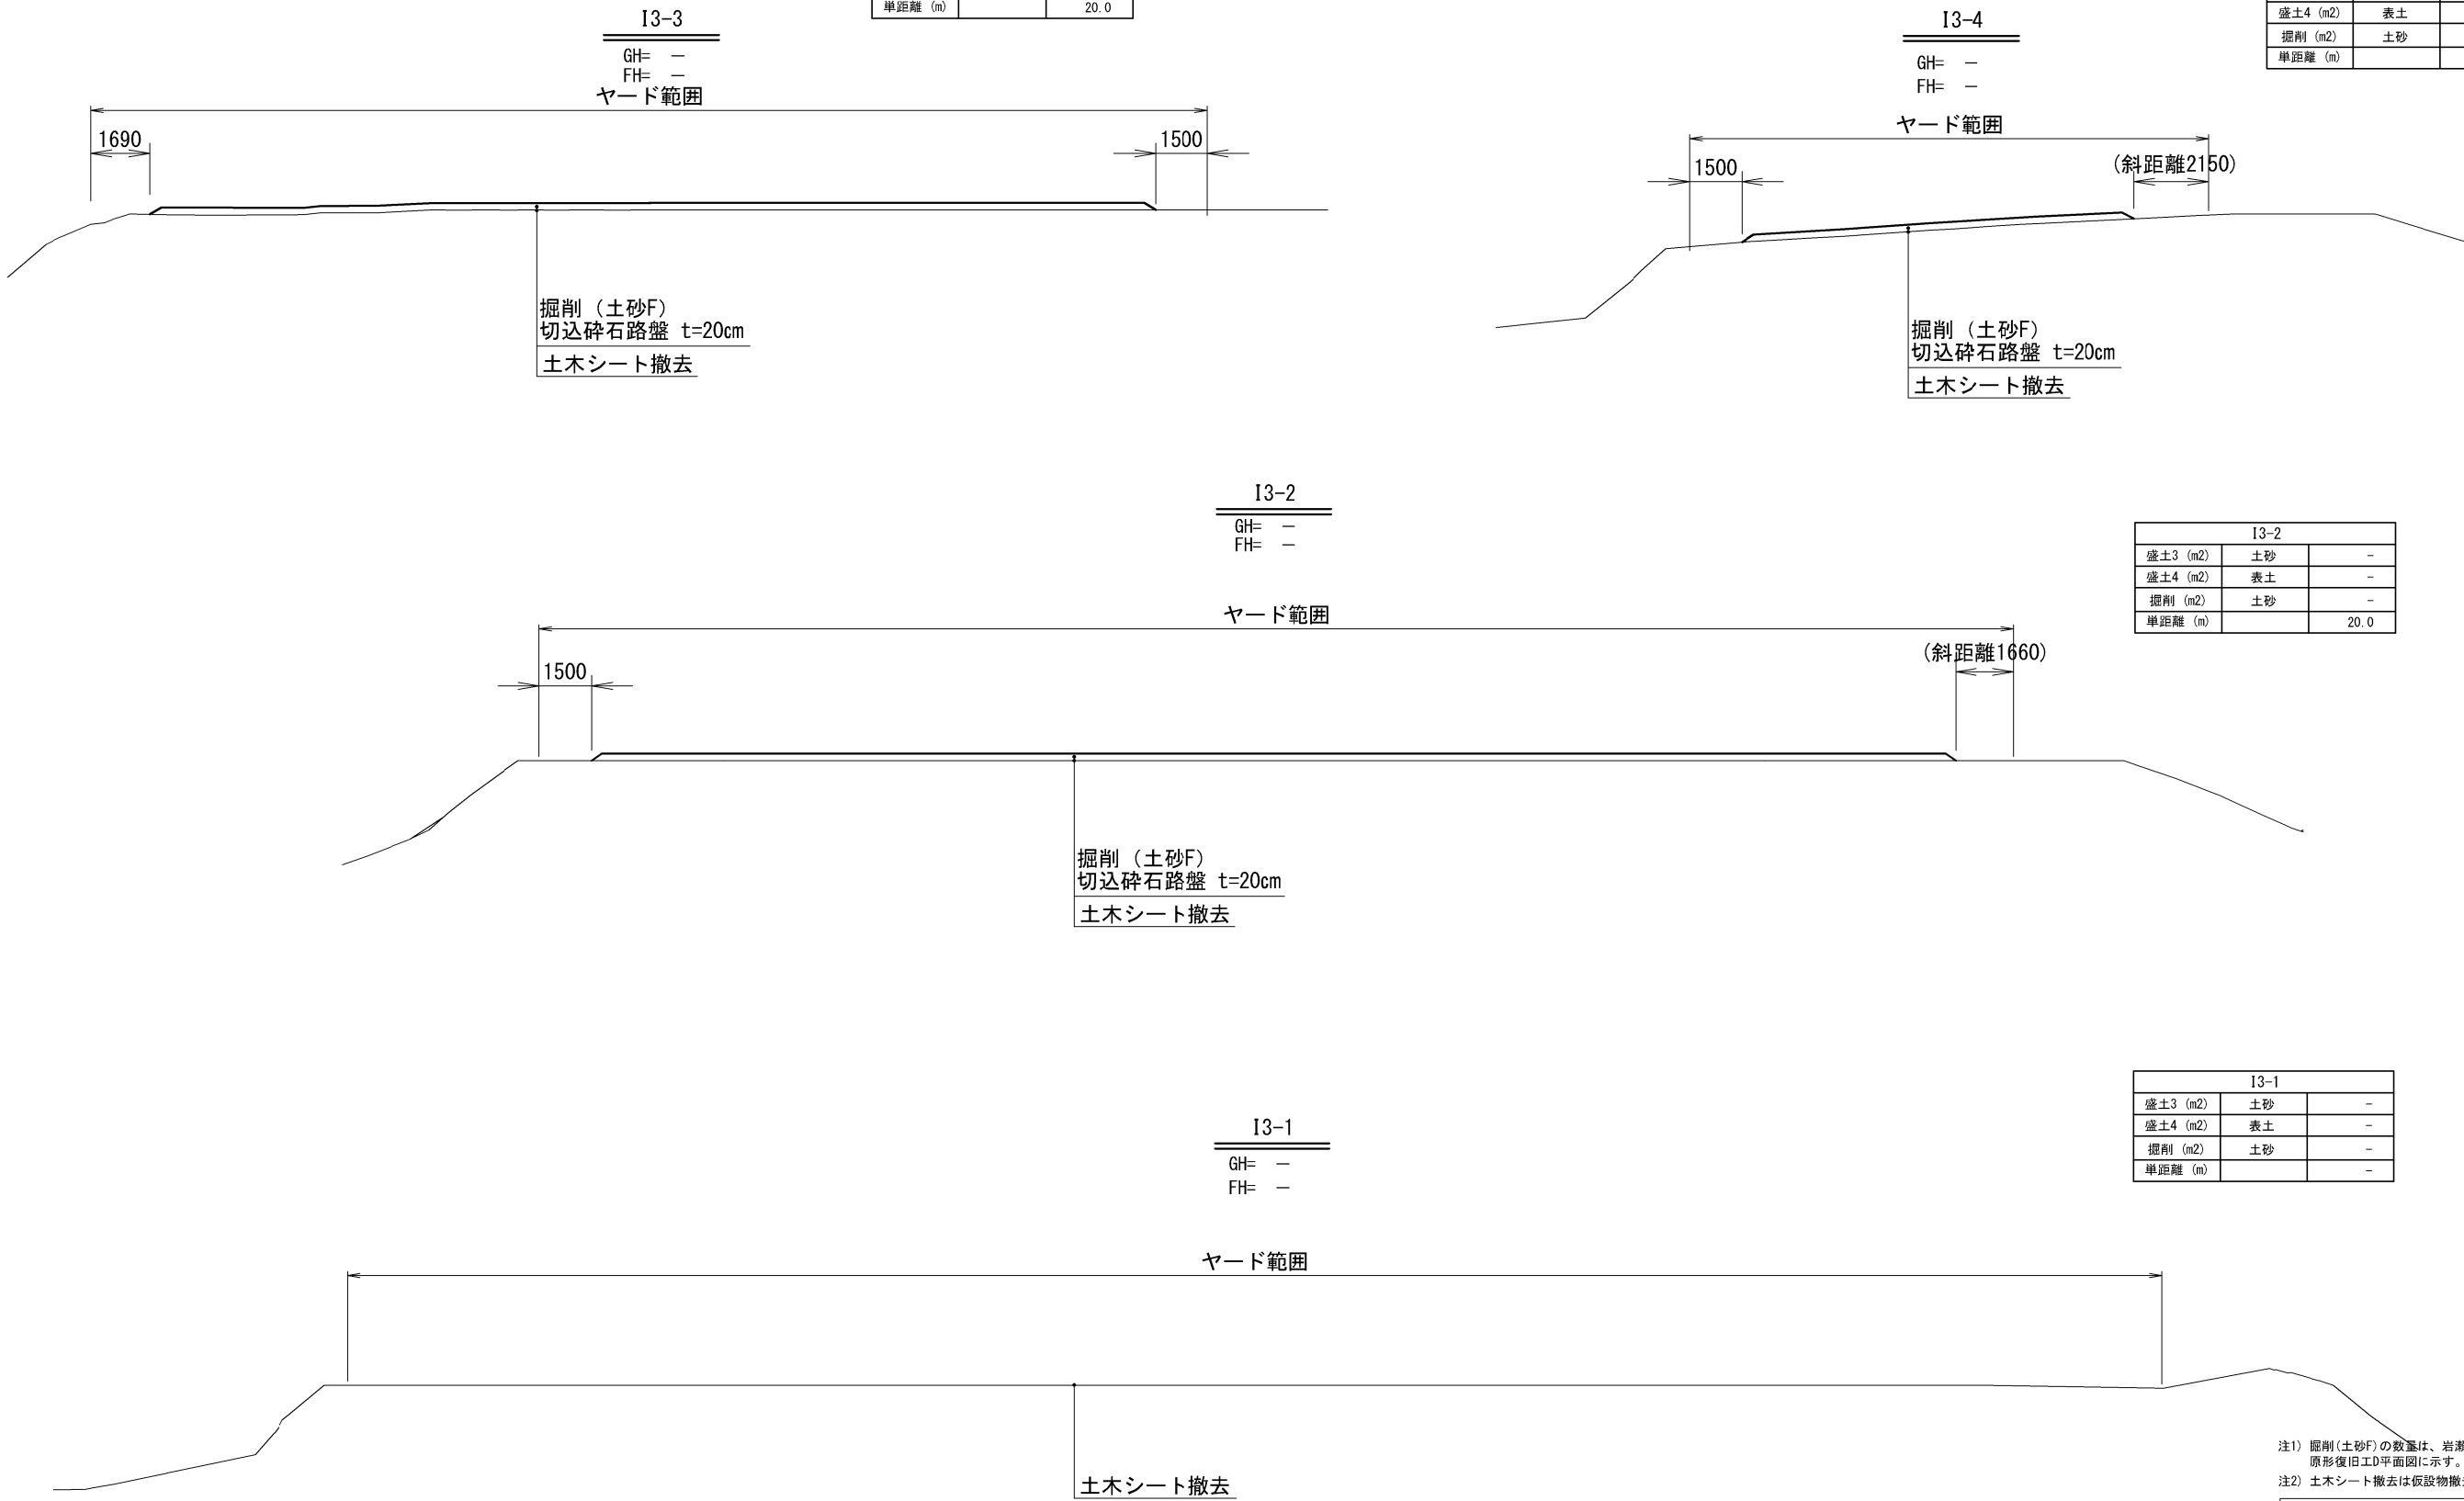 単距離 (m) 20.0
I3-3
GH= －
FH= －
ヤード範囲
1690
1500
掘削（土砂F）
切込砕石路盤 t=20cm
土木シート撤去
盛土4 (m2) 表土
掘削 (m2) 土砂
単距離 (m)
I3-4
GH= －
FH= －
ヤード範囲
1500
(斜距離2150)
掘削（土砂F）
切込砕石路盤 t=20cm
土木シート撤去
I3-2
GH= －
FH= －
ヤード範囲
1500
(斜距離1660)
掘削（土砂F）
切込砕石路盤 t=20cm
土木シート撤去
I3-2
盛土3 (m2) 土砂 -
盛土4 (m2) 表土 -
掘削 (m2) 土砂 -
単距離 (m) 20.0
I3-1
GH= －
FH= －
ヤード範囲
土木シート撤去
I3-1
盛土3 (m2) 土砂 -
盛土4 (m2) 表土 -
掘削 (m2) 土砂 -
単距離 (m) -
注1) 掘削(土砂F)の数量は、岩瀬
原形復旧工D平面図に示す。
注2) 土木シート撤去は仮設物撤